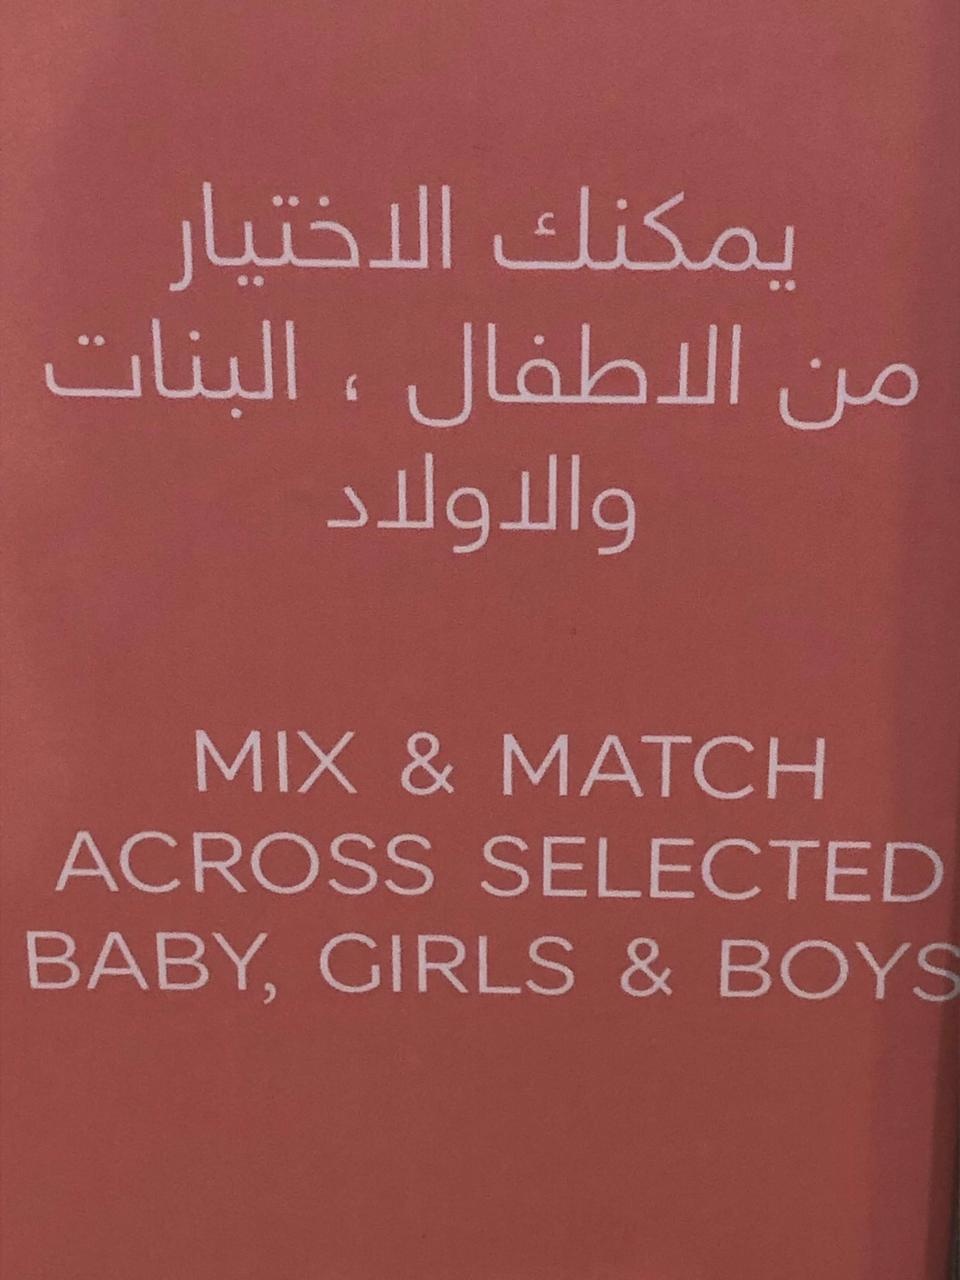 يمكنك الاختيار
من الاطفال ، البنات
والاولاد
MIX & MATCH
ACROSS SELECTED
BABY, GIRLS & BOYS